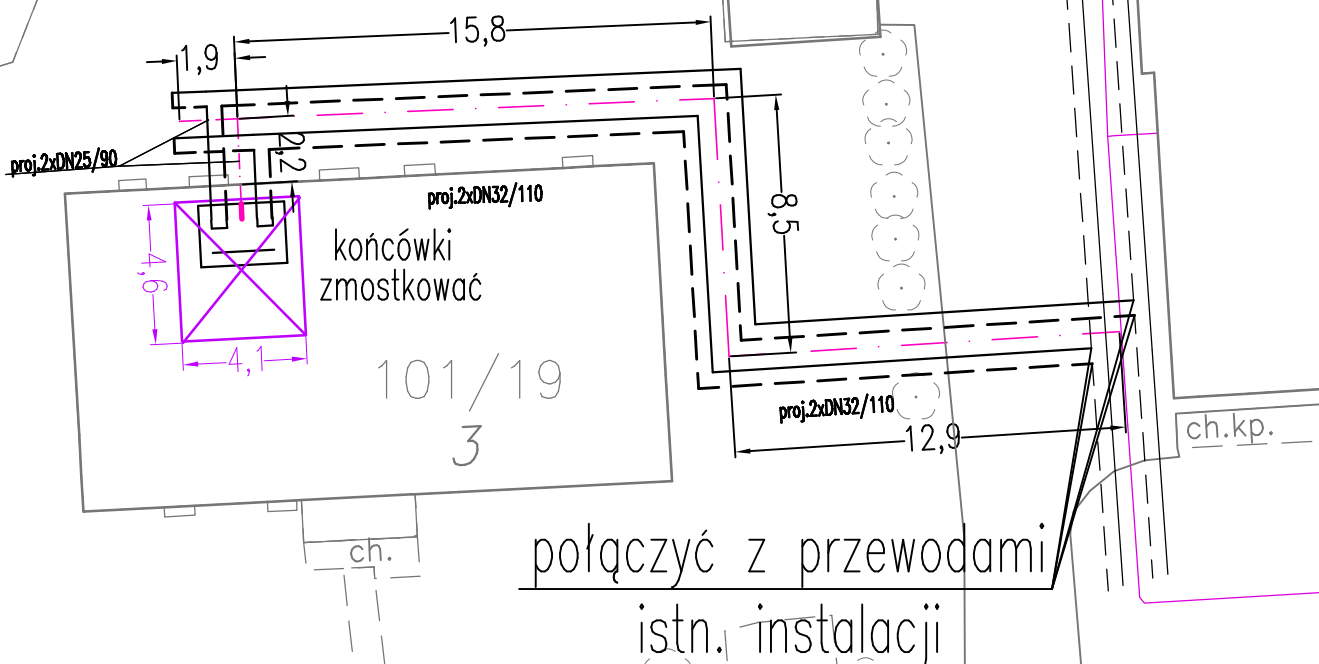 15,8
1,9
2,2
proj.2xDN25/90
proj.2xDN32/110
8,5
końcówki
zmostkować
4,6
4,1
101/19
3
proj.2xDN32/110
12,9
ch.kp.
połączyć z przewodami
istn. instalacji
ch.